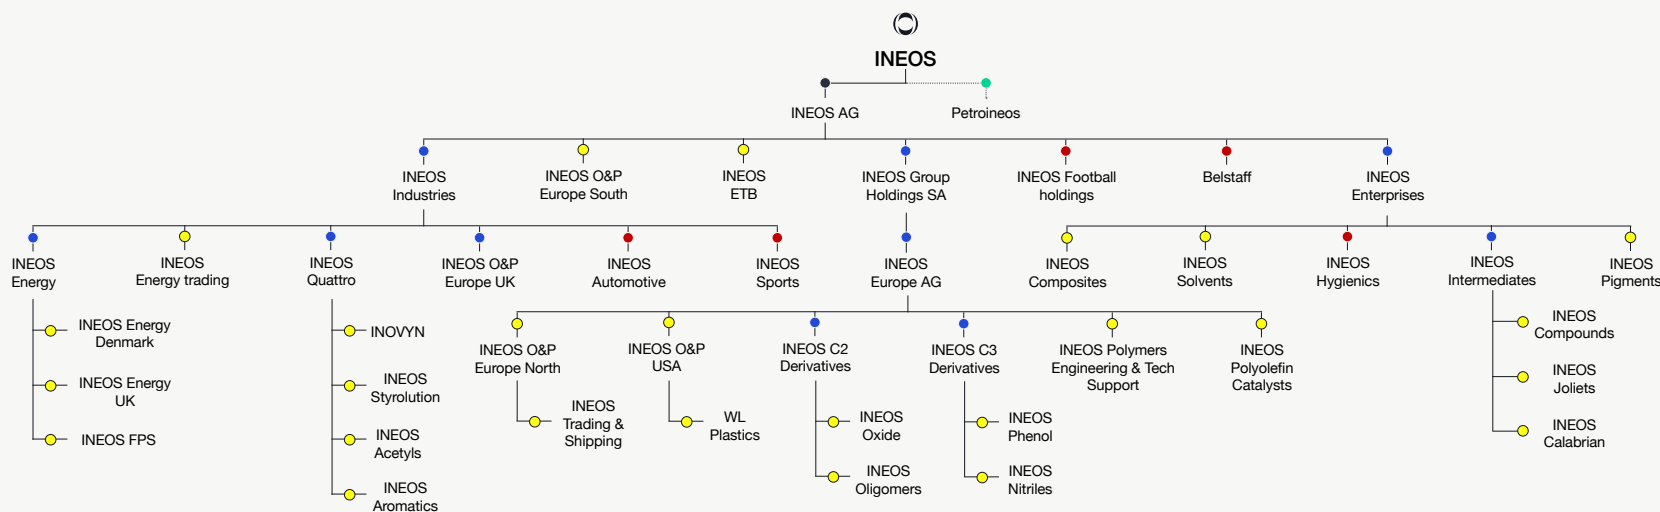 INEOS
INEOS AG
Petroineos
INEOS
Industries
INEOS O&P
Europe South
INEOS
ETB
INEOS Group
Holdings SA
INEOS Football
holdings
Belstaff
INEOS
Enterprises
INEOS
Energy
INEOS
Energy trading
INEOS
Quattro
INEOS O&P
Europe UK
INEOS
Automotive
INEOS
Sports
INEOS
Europe AG
INEOS
Composites
INEOS
Solvents
INEOS
Hygienics
INEOS
Intermediates
INEOS
Pigments
INEOS Energy
Denmark
INEOS Energy
UK
INEOS FPS
INOVYN
INEOS
Styrolution
INEOS
Acetyls
INEOS
Aromatics
INEOS O&P
Europe North
INEOS
Trading &
Shipping
INEOS O&P
USA
WL
Plastics
INEOS C2
Derivatives
INEOS
Oxide
INEOS
Oligomers
INEOS C3
Derivatives
INEOS
Phenol
INEOS
Nitriles
INEOS Polymers
Engineering & Tech
Support
INEOS
Polyolefin
Catalysts
INEOS
Compounds
INEOS
Joliets
INEOS
Calabrian